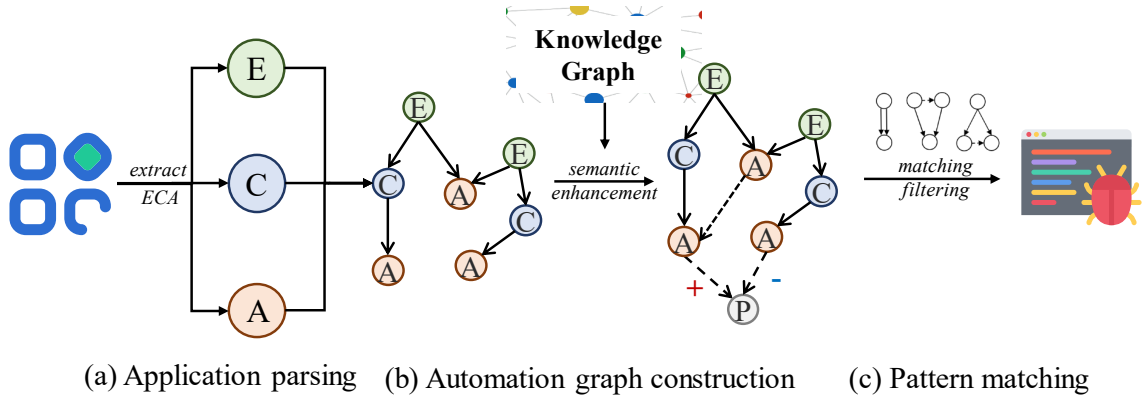 extract
ECA
E
C
A
E
C
A
E
C
A
A
Knowledge
Graph
semantic
enhancement
E
C
A
E
C
A
A
+
-
P
matching
filtering
(a) Application parsing
(b) Automation graph construction
(c) Pattern matching